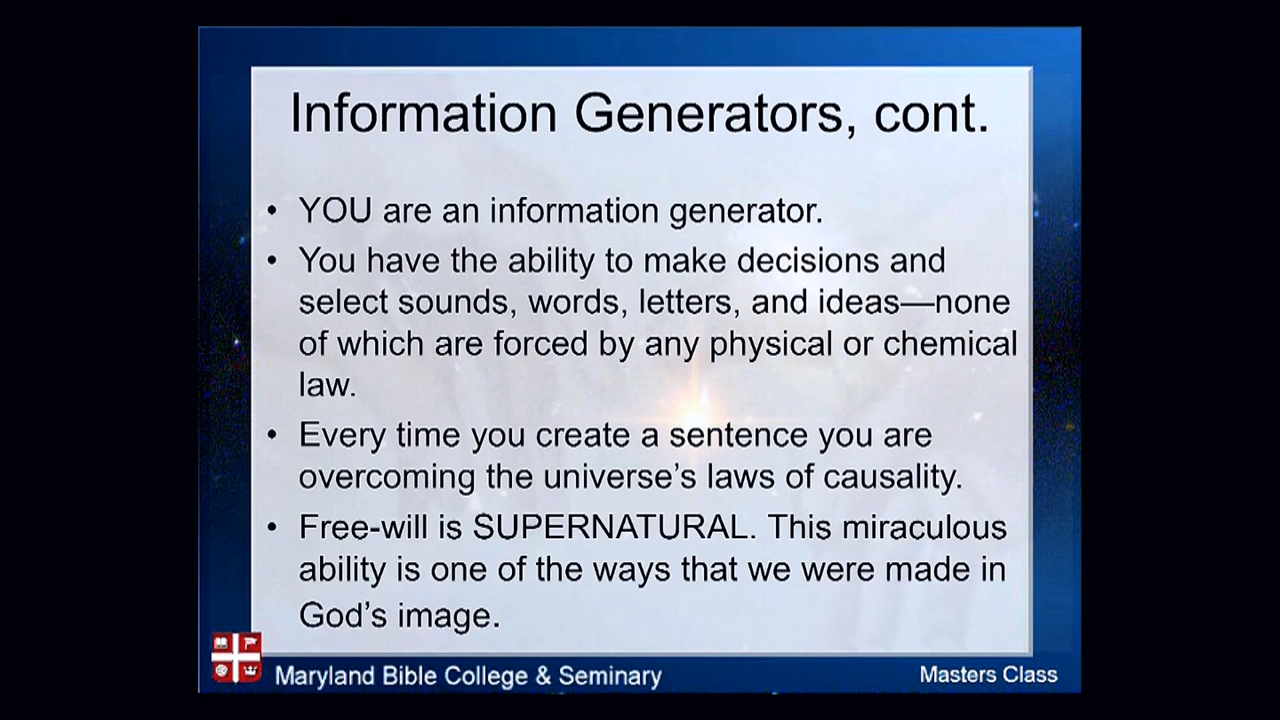 Information Generators, cont.
• YOU are an information generator.
• You have the ability to make decisions and
select sounds, words, letters, and ideas—none
of which are forced by any physical or chemical
law.
• Every time you create a sentence you are
overcoming the universe's laws of causality.
• Free-will is SUPERNATURAL. This miraculous
ability is one of the ways that we were made in
God's image.
Maryland Bible College & Seminary
Masters Class